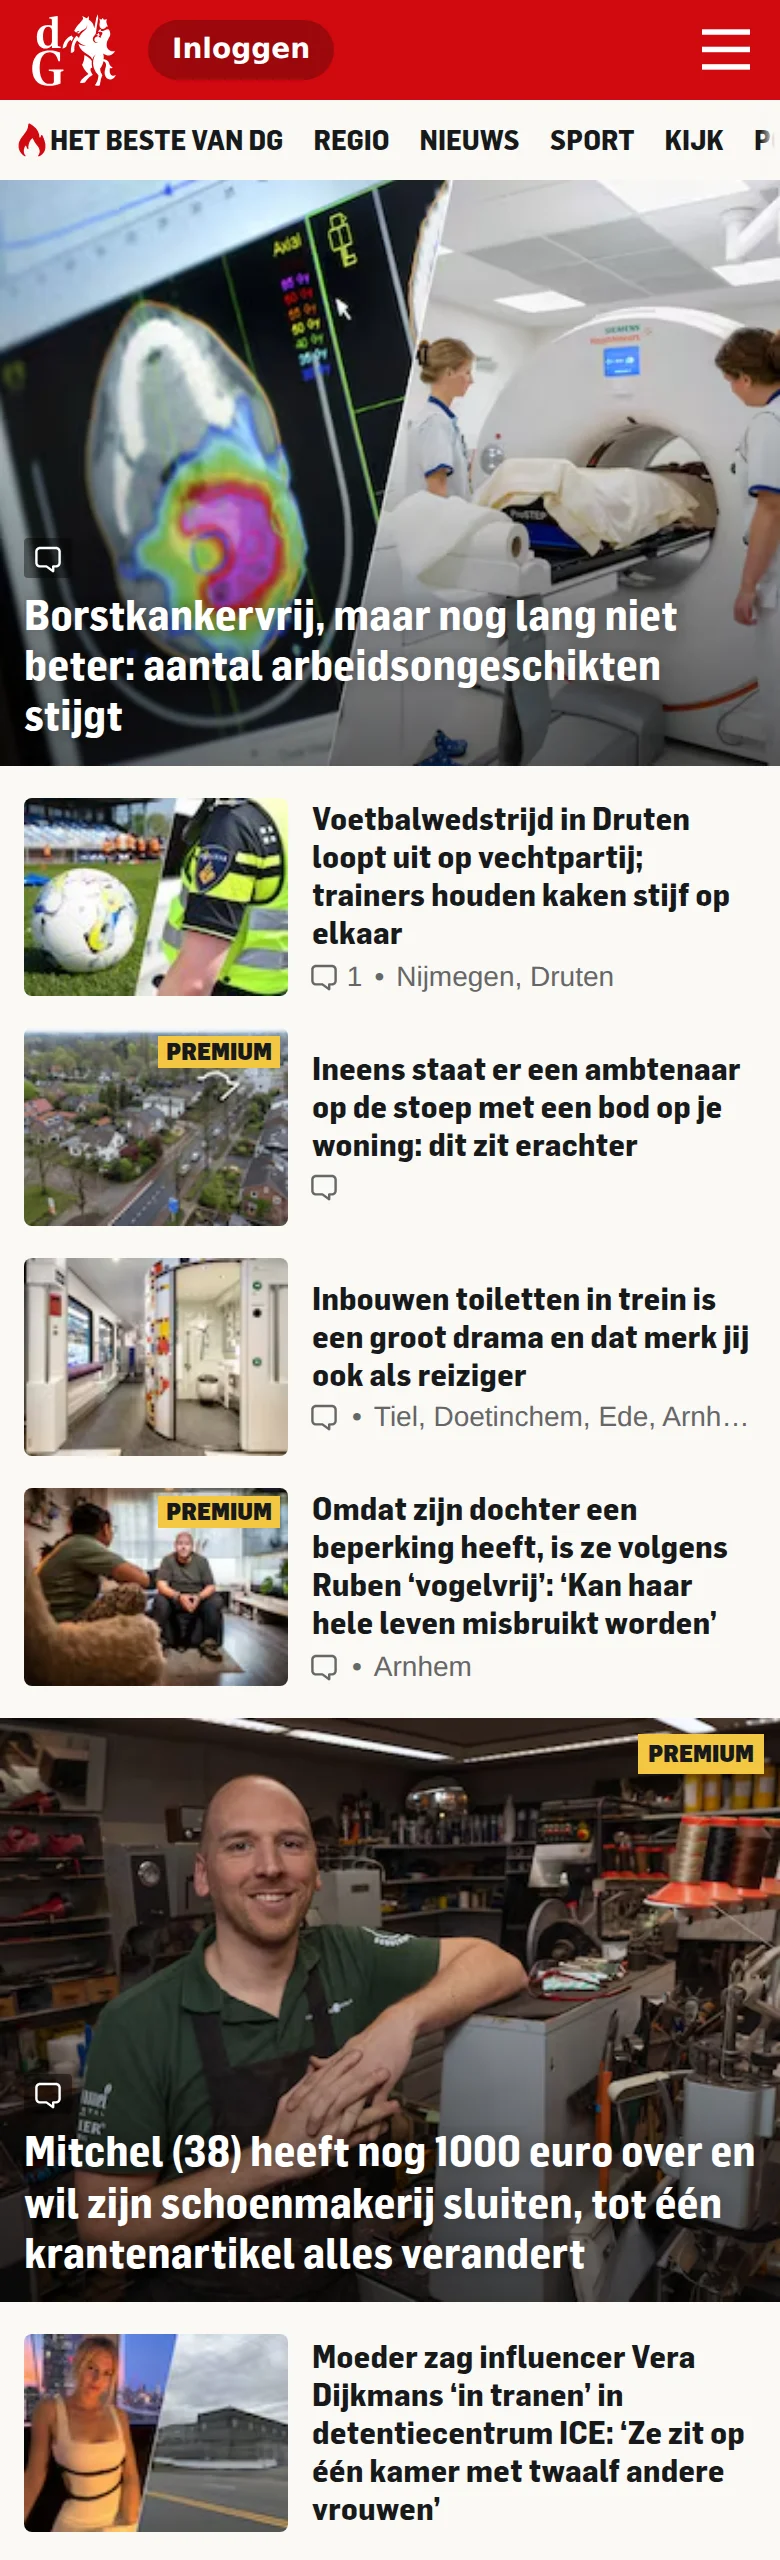 dG
Inloggen
HET BESTE VAN DG
REGIO
NIEUWS
SPORT
KIJK
Axial
SIEMENS
ProSTEP
Borstkankervrij, maar nog lang niet
beter: aantal arbeidsongeschikten
stijgt
Voetbalwedstrijd in Druten
loopt uit op vechtpartij;
trainers houden kaken stijf op
elkaar
1 • Nijmegen, Druten
PREMIUM
Ineens staat er een ambtenaar
op de stoep met een bod op je
woning: dit zit erachter
Inbouwen toiletten in trein is
een groot drama en dat merk jij
ook als reiziger
• Tiel, Doetinchem, Ede, Arnh…
PREMIUM
Omdat zijn dochter een
beperking heeft, is ze volgens
Ruben ‘vogelvrij’: ‘Kan haar
hele leven misbruikt worden’
• Arnhem
PREMIUM
Mitchel (38) heeft nog 1000 euro over en
wil zijn schoenmakerij sluiten, tot één
krantenartikel alles verandert
Moeder zag influencer Vera
Dijkmans ‘in tranen’ in
detentiecentrum ICE: ‘Ze zit op
één kamer met twaalf andere
vrouwen’